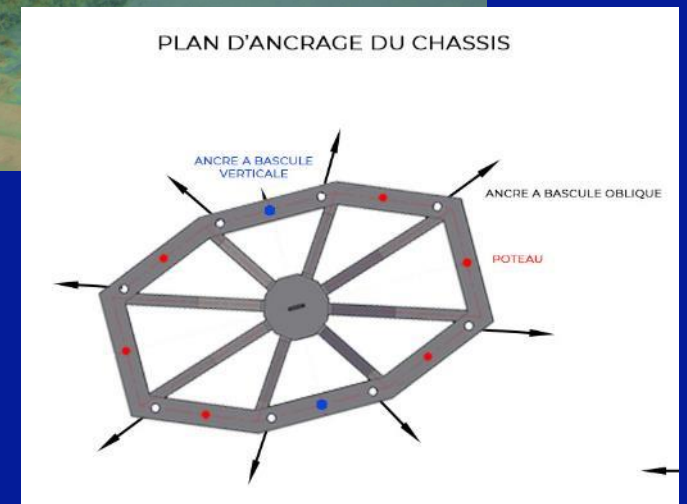 PLAN D'ANCRAGE DU CHASSIS
ANCRE A BASCULE
VERTICALE
ANCRE A BASCULE OBLIQUE
POTEAU